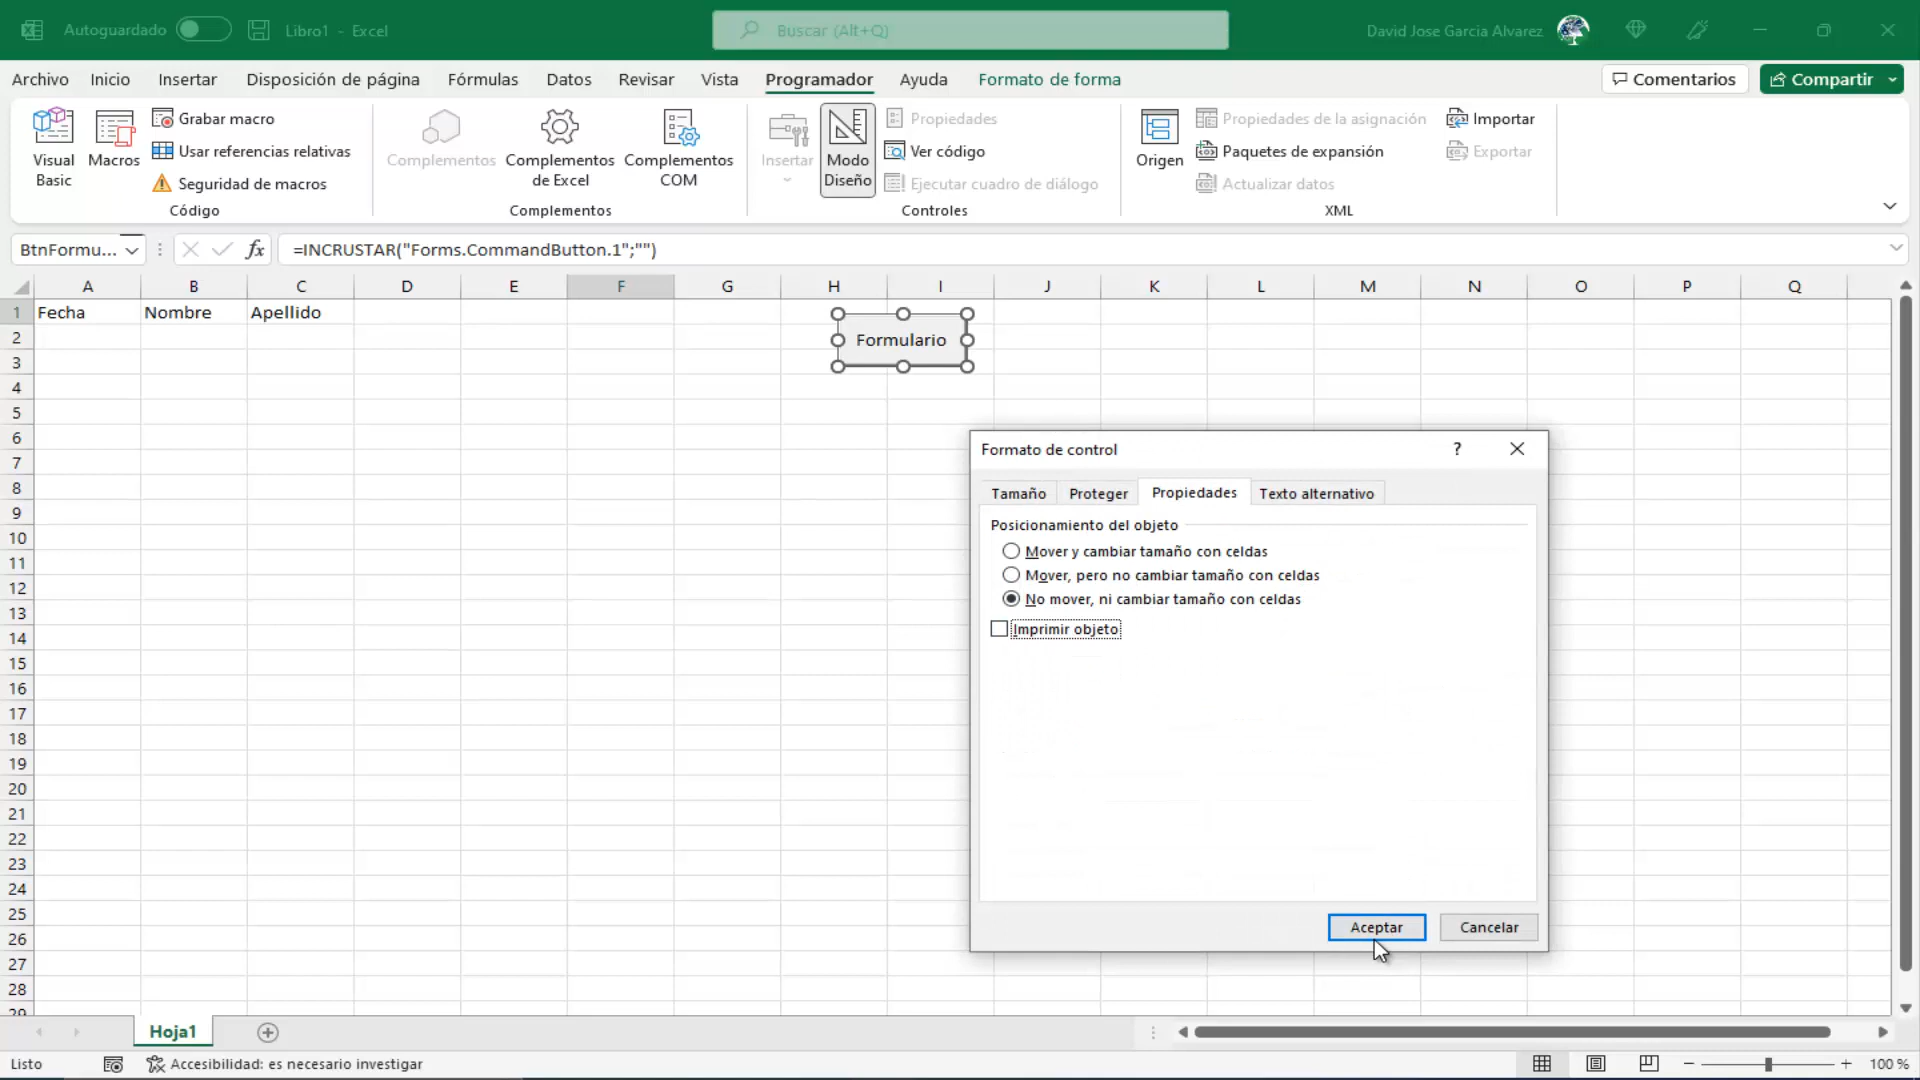 Autoguardado
Libro1 - Excel
Buscar (Alt+Q)
David Jose Garcia Alvarez
Archivo Inicio Insertar Disposición de página Fórmulas Datos Revisar Vista Programador Ayuda Formato de forma
Comentarios
Compartir
Visual Basic
Macros
Grabar macro
Usar referencias relativas
Seguridad de macros
Código
Complementos
Complementos de Excel
Complementos COM
Complementos
Insertar
Modo Diseño
Propiedades
Ver código
Ejecutar cuadro de diálogo
Controles
Origen
Propiedades de la asignación
Paquetes de expansión
Actualizar datos
Importar
Exportar
XML
BtnFormu...
fx
=INCRUSTAR("Forms.CommandButton.1";"")
A B C D E F G H I J K L M N O P Q
1 Fecha Nombre Apellido
Formulario
2
3
4
5
6
7
8
9
10
11
12
13
14
15
16
17
18
19
20
21
22
23
24
25
26
27
28
29
Formato de control
?
Tamaño Proteger Propiedades Texto alternativo
Posicionamiento del objeto
Mover y cambiar tamaño con celdas
Mover, pero no cambiar tamaño con celdas
No mover, ni cambiar tamaño con celdas
Imprimir objeto
Aceptar Cancelar
Hoja1
Listo
Accesibilidad: es necesario investigar
100 %